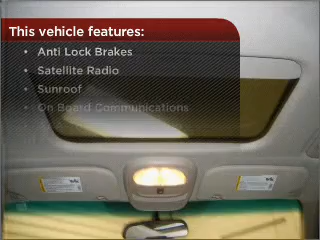 This vehicle features:
• Anti Lock Brakes
• Satellite Radio
• Sunroof
• On Board Communications